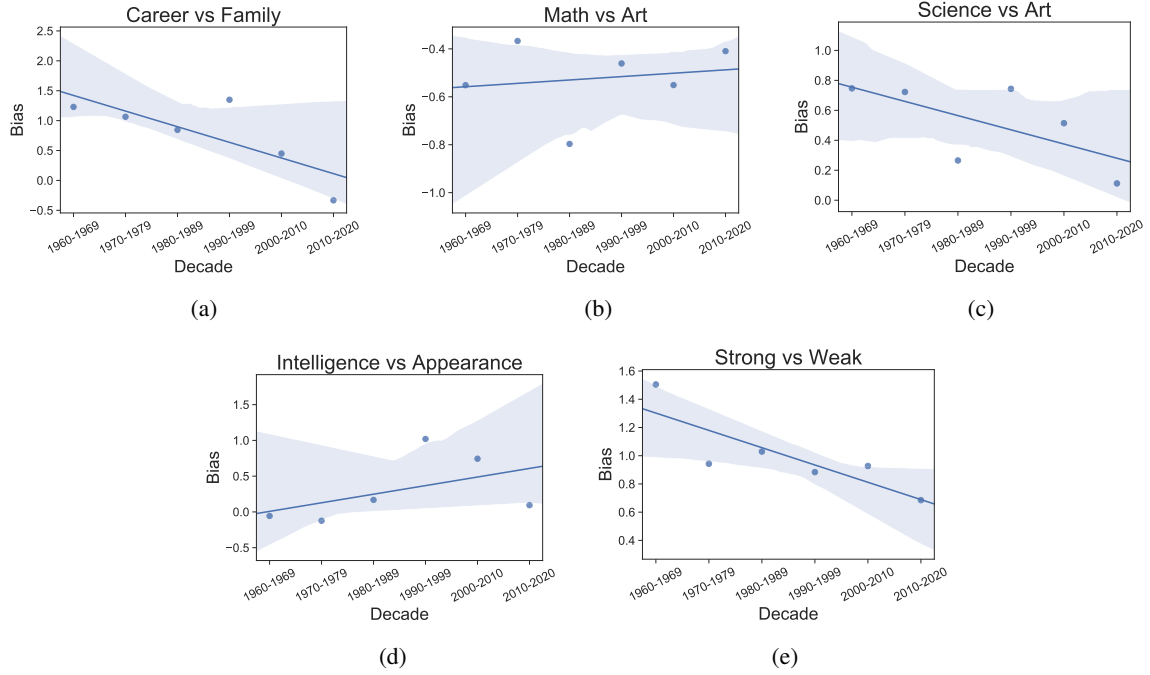 Career vs Family
2.5
2.0
1.5
1.0
0.5
0.0
−0.5
Bias
1960-1969
1970-1979
1980-1989
1990-1999
2000-2010
2010-2020
Decade
(a)
Math vs Art
−0.4
−0.6
−0.8
−1.0
Bias
1960-1969
1970-1979
1980-1989
1990-1999
2000-2010
2010-2020
Decade
(b)
Science vs Art
1.0
0.8
0.6
0.4
0.2
0.0
Bias
1960-1969
1970-1979
1980-1989
1990-1999
2000-2010
2010-2020
Decade
(c)
Intelligence vs Appearance
1.5
1.0
0.5
0.0
−0.5
Bias
1960-1969
1970-1979
1980-1989
1990-1999
2000-2010
2010-2020
Decade
(d)
Strong vs Weak
1.6
1.4
1.2
1.0
0.8
0.6
0.4
Bias
1960-1969
1970-1979
1980-1989
1990-1999
2000-2010
2010-2020
Decade
(e)